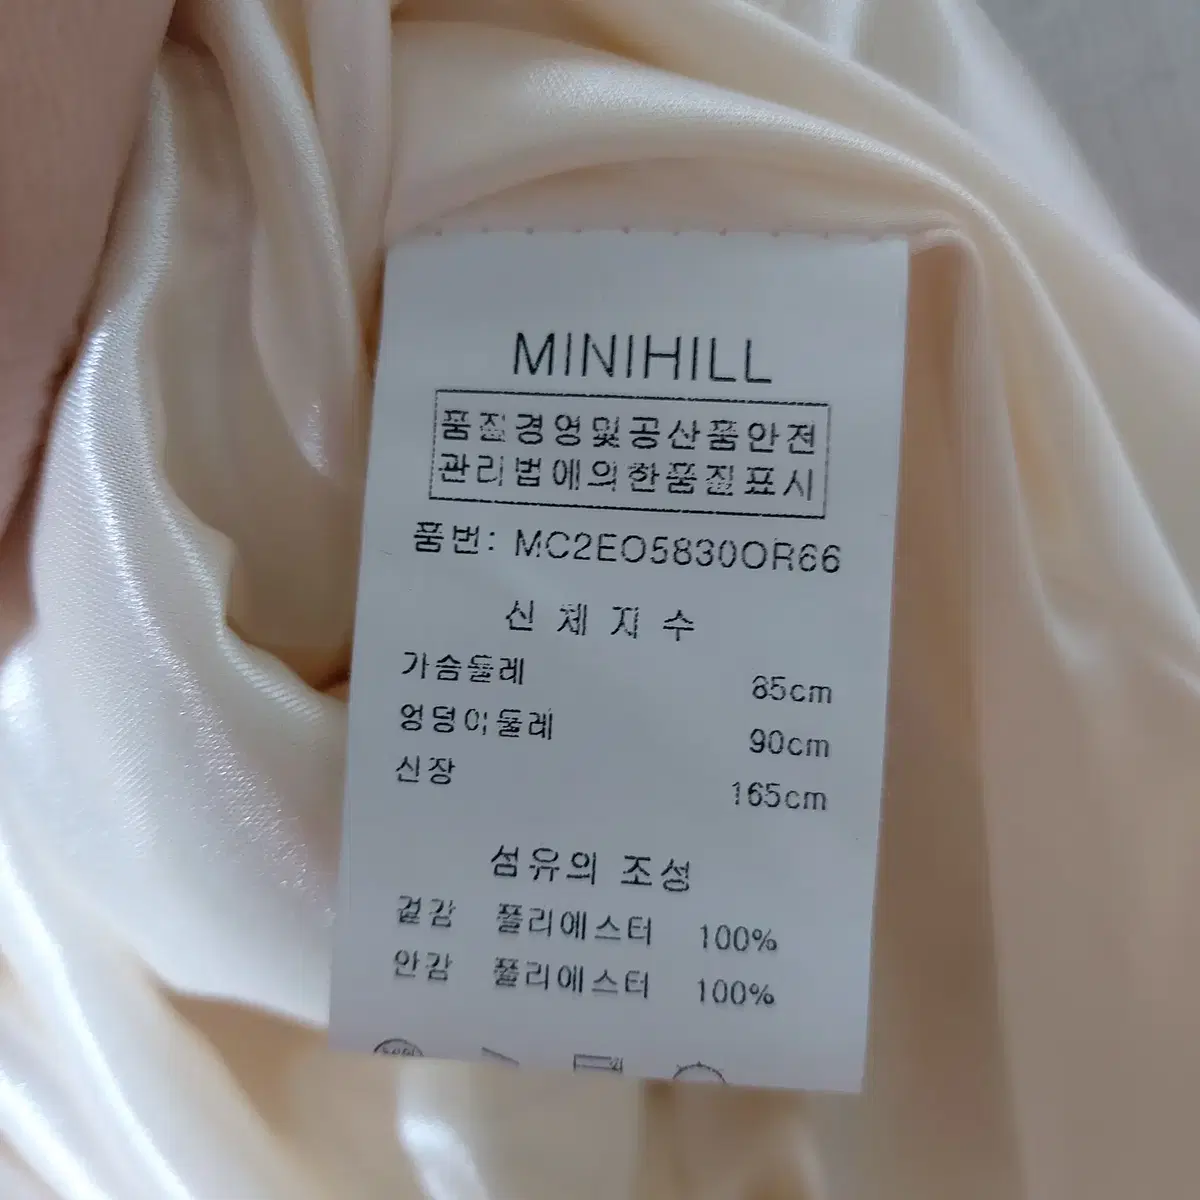 MINIHILL
품질경영및공산품안전
관리법에의한품질표시
품번: MC2EO5830OR66
신체지수
가슴둘레 85cm
엉덩이둘레 90cm
신장 165cm
섬유의 조성
겉감 폴리에스터 100%
안감 폴리에스터 100%